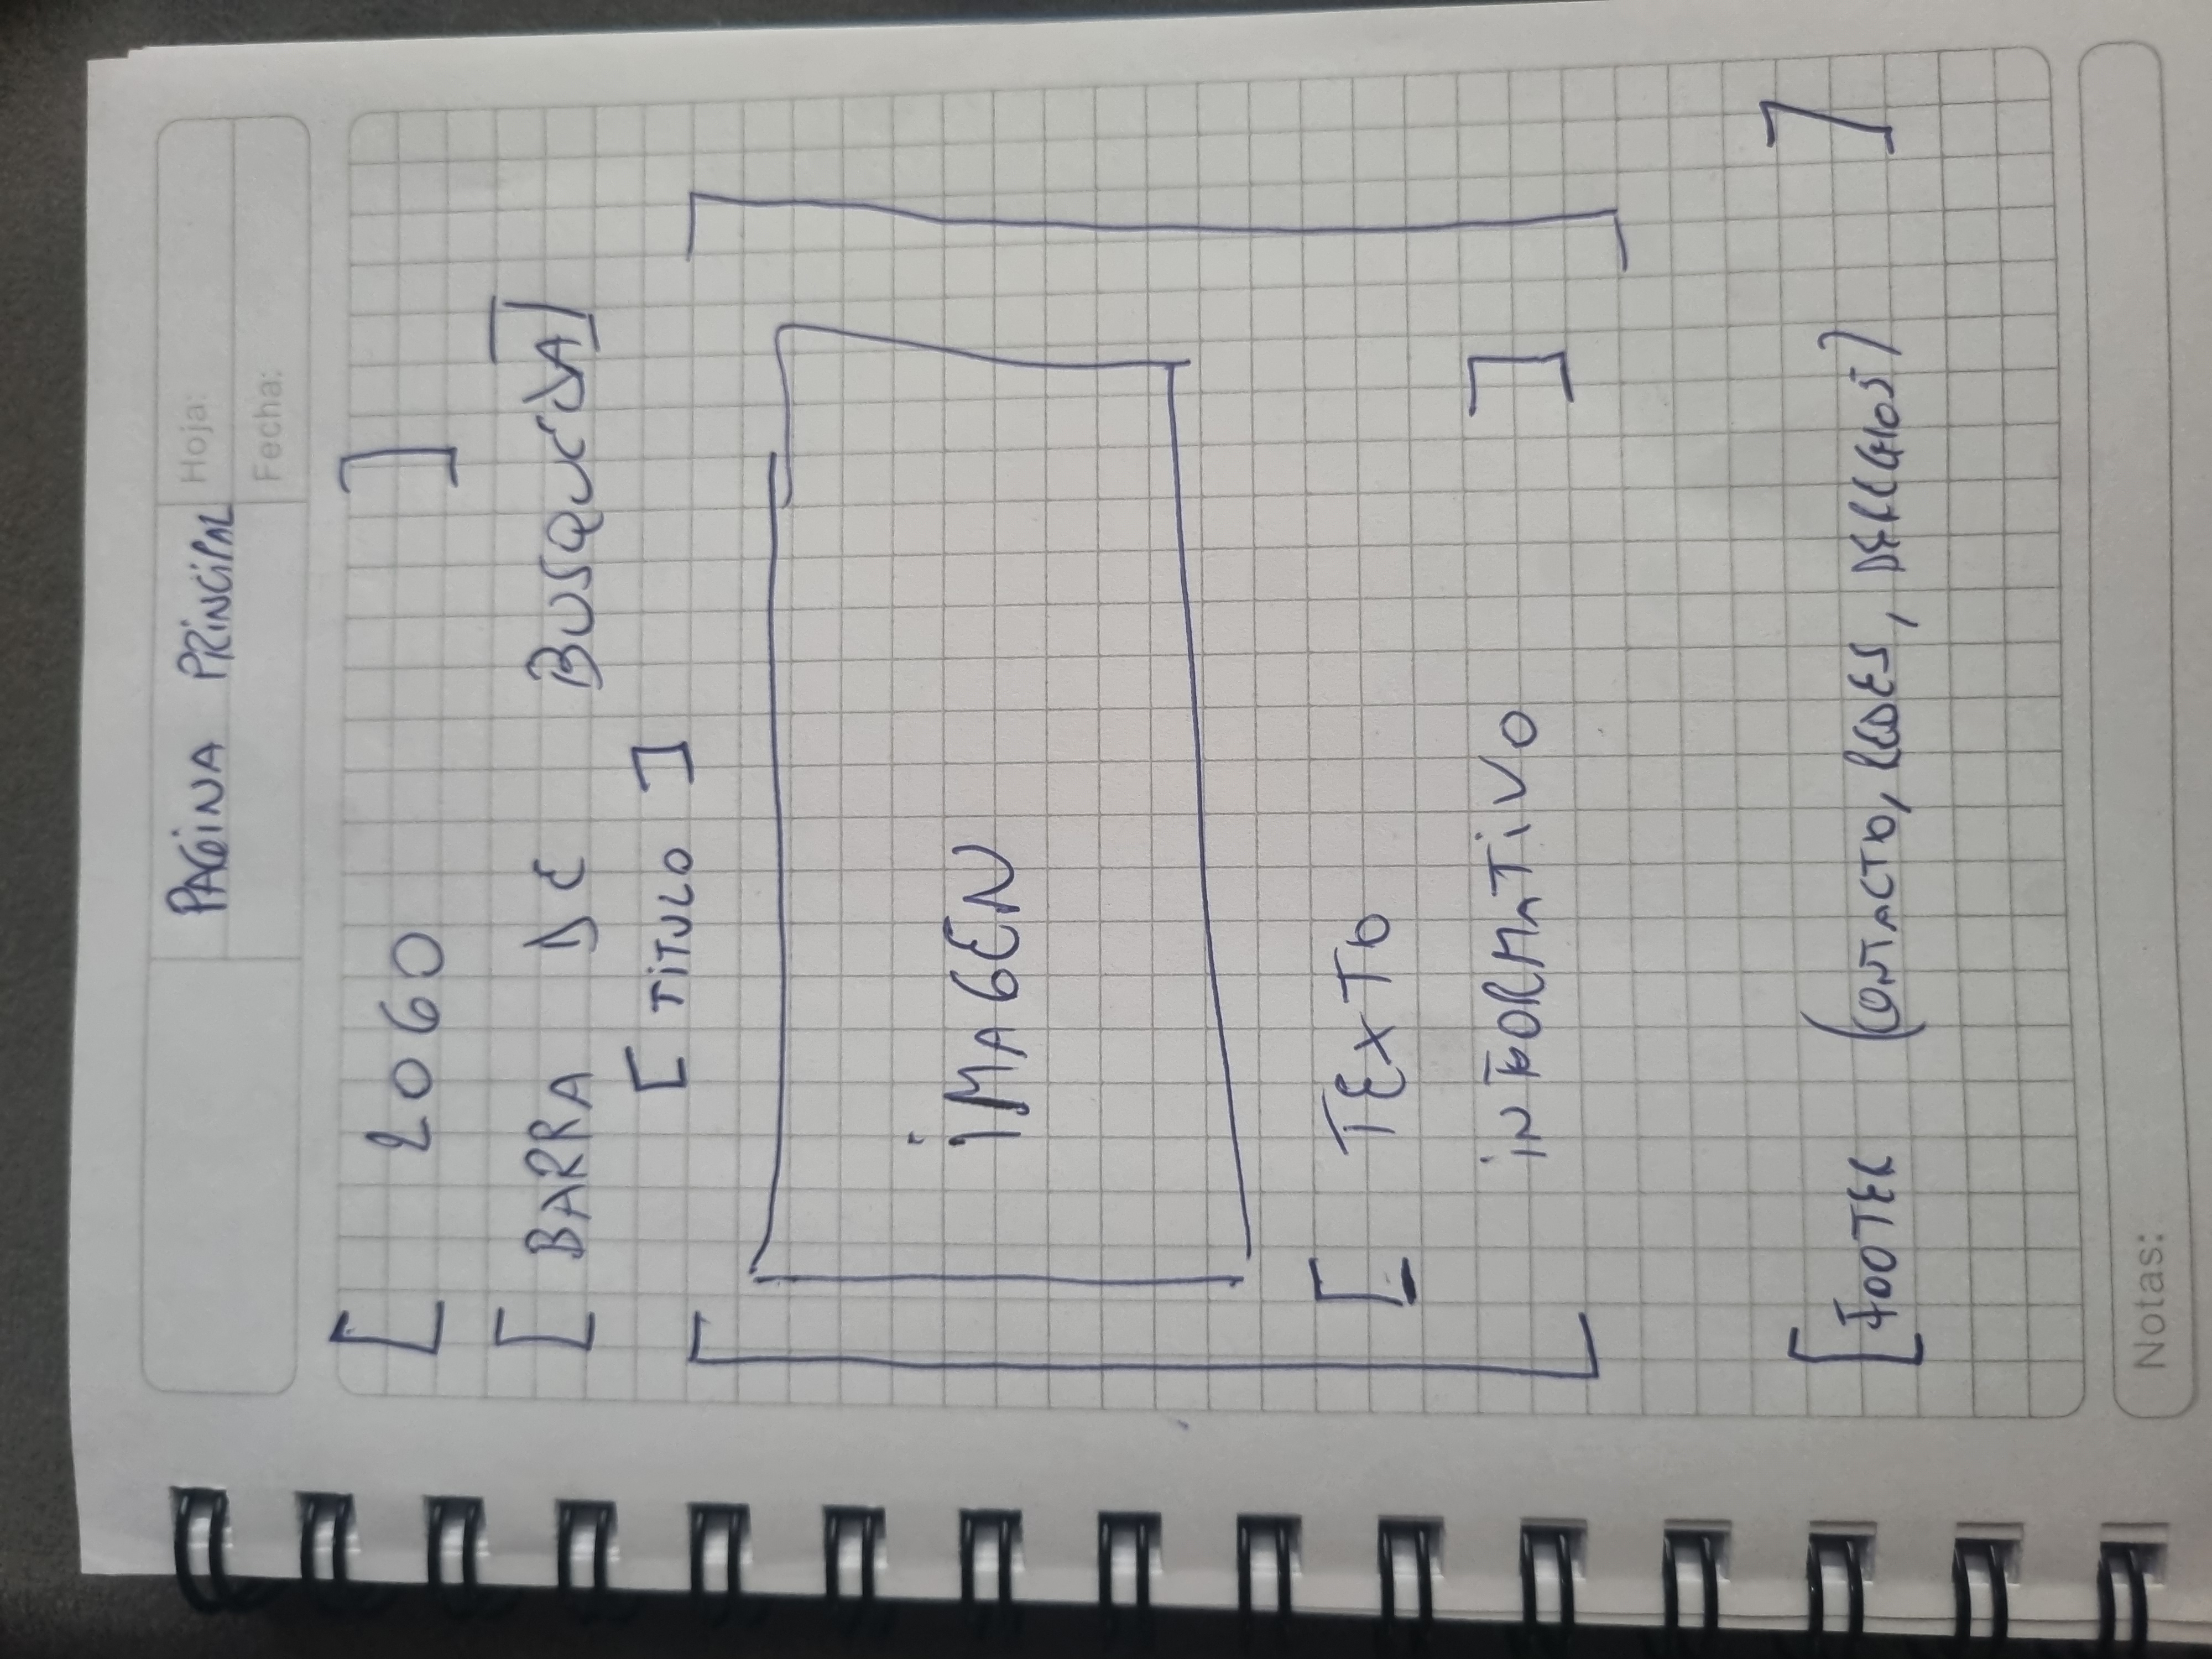 PAGINA PRINCIPAL
Hoja:
Fecha:
[ LOGO ]
[ BARRA DE BUSQUEDA]
[ TITULO ]
IMAGEN
[ TEXTO
INFORMATIVO ]
[FOOTER (CONTACTO, REDES, DERECHOS) ]
Notas: